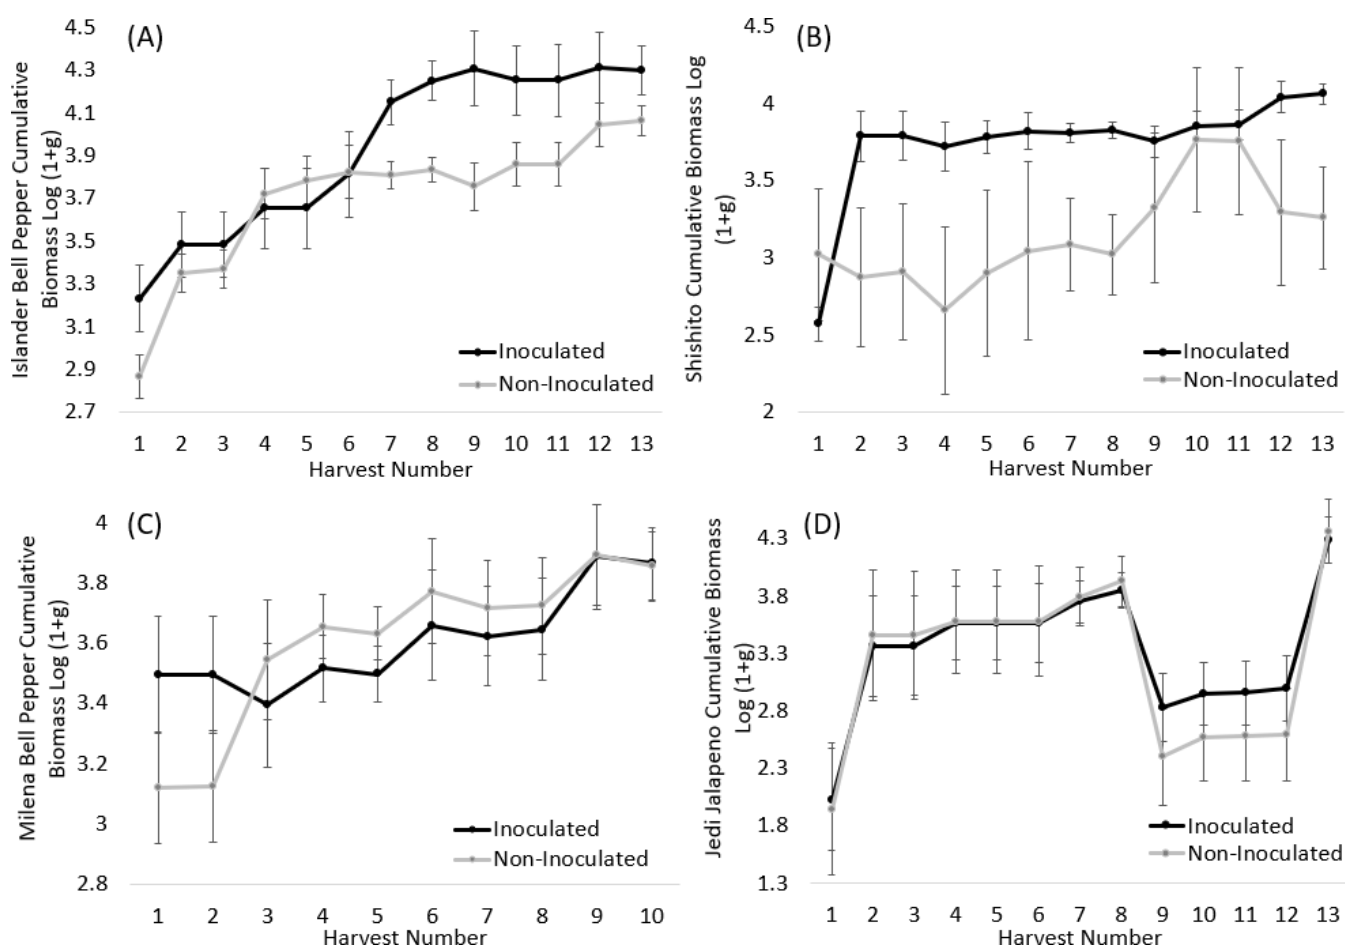 (A)
Islander Bell Pepper Cumulative
Biomass Log (1+g)
4.5
4.3
4.1
3.9
3.7
3.5
3.3
3.1
2.9
2.7
Inoculated
Non-Inoculated
1 2 3 4 5 6 7 8 9 10 11 12 13
Harvest Number
(B)
Shishito Cumulative Biomass Log
(1+g)
4.5
4
3.5
3
2.5
2
Inoculated
Non-Inoculated
1 2 3 4 5 6 7 8 9 10 11 12 13
Harvest Number
(C)
Milena Bell Pepper Cumulative
Biomass Log (1+g)
4
3.8
3.6
3.4
3.2
3
2.8
Inoculated
Non-Inoculated
1 2 3 4 5 6 7 8 9 10
Harvest Number
(D)
Jedi Jalapeno Cumulative Biomass
Log (1+g)
4.3
3.8
3.3
2.8
2.3
1.8
1.3
Inoculated
Non-Inoculated
1 2 3 4 5 6 7 8 9 10 11 12 13
Harvest Number